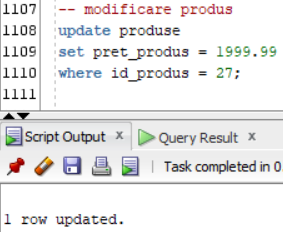 1107 -- modificare produs
1108 update produse
1109 set pret_produs = 1999.99
1110 where id_produs = 27;
1111
Script Output x Query Result x
Task completed in 0
1 row updated.